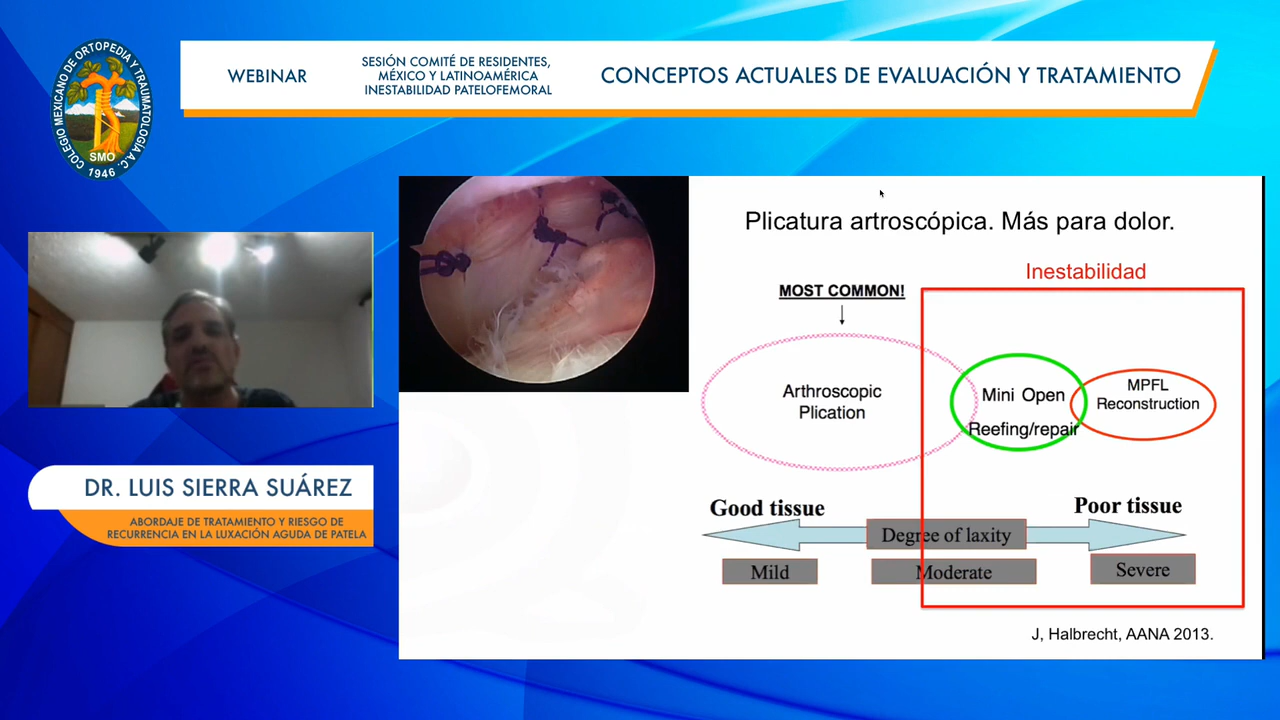 COLEGIO MEXICANO DE ORTOPEDIA Y TRAUMATOLOGIA A.C.
SMO
1946
WEBINAR
SESIÓN COMITÉ DE RESIDENTES,
MÉXICO Y LATINOAMÉRICA
INESTABILIDAD PATELOFEMORAL
CONCEPTOS ACTUALES DE EVALUACIÓN Y TRATAMIENTO
Plicatura artroscópica. Más para dolor.
Inestabilidad
MOST COMMON!
Arthroscopic
Plication
Mini Open
Reefing/repair
MPFL
Reconstruction
Good tissue
Poor tissue
Degree of laxity
Mild
Moderate
Severe
J, Halbrecht, AANA 2013.
DR. LUIS SIERRA SUÁREZ
ABORDAJE DE TRATAMIENTO Y RIESGO DE
RECURRENCIA EN LA LUXACIÓN AGUDA DE PATELA